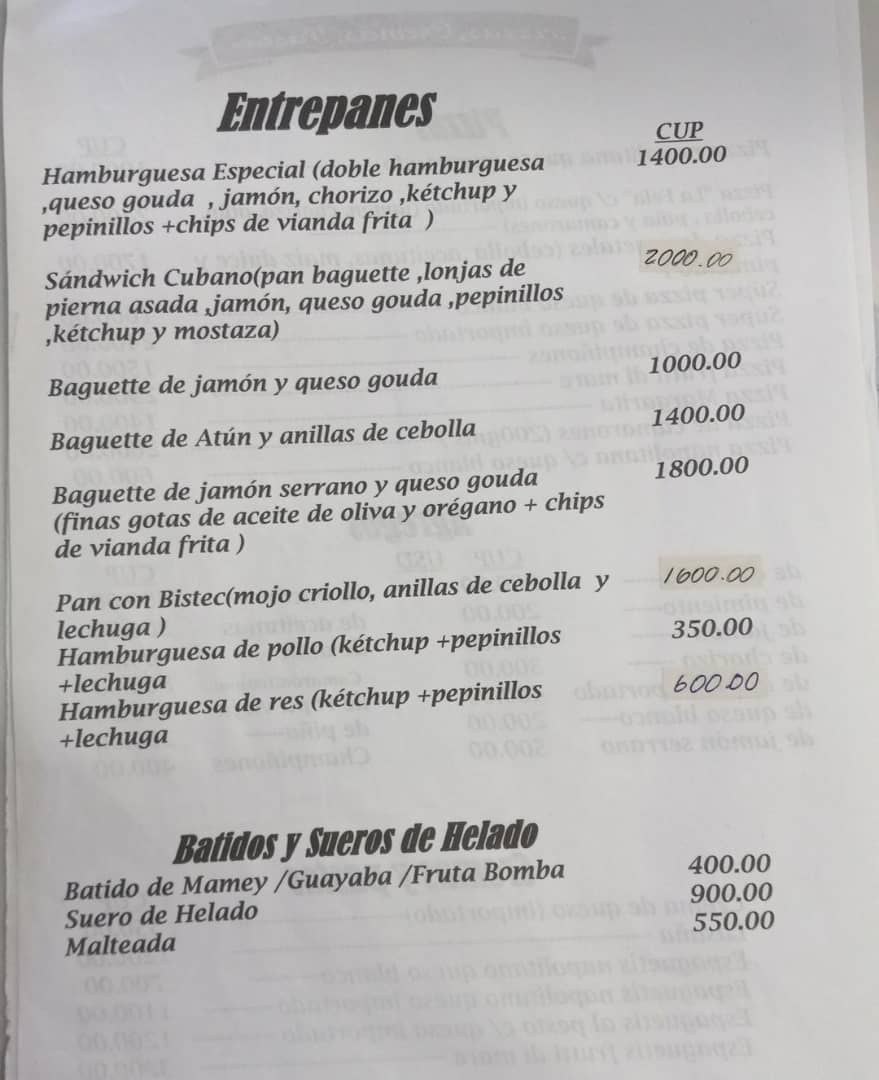 Entrepanes
CUP
Hamburguesa Especial (doble hamburguesa 1400.00
,queso gouda , jamón, chorizo ,kétchup y
pepinillos +chips de vianda frita )
Sándwich Cubano(pan baguette ,lonjas de 2000.00
pierna asada ,jamón, queso gouda ,pepinillos
,kétchup y mostaza)
Baguette de jamón y queso gouda 1000.00
Baguette de Atún y anillas de cebolla 1400.00
Baguette de jamón serrano y queso gouda 1800.00
(finas gotas de aceite de oliva y orégano + chips
de vianda frita )
Pan con Bistec(mojo criollo, anillas de cebolla y 1600.00
lechuga )
Hamburguesa de pollo (kétchup +pepinillos 350.00
+lechuga
Hamburguesa de res (kétchup +pepinillos 600.00
+lechuga
Batidos y Sueros de Helado
Batido de Mamey /Guayaba /Fruta Bomba 400.00
Suero de Helado 900.00
Malteada 550.00